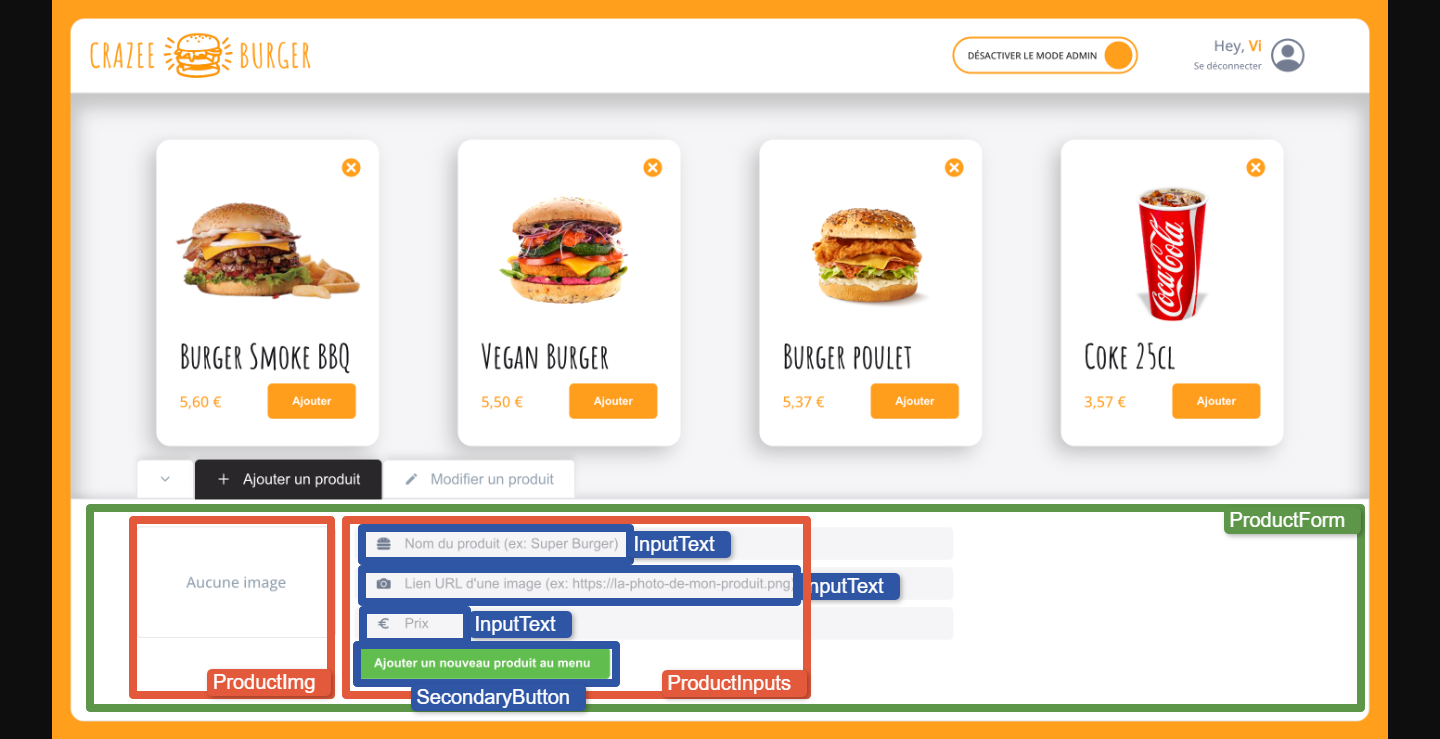 CRAZEE BURGER
DÉSACTIVER LE MODE ADMIN
Hey, Vi
Se déconnecter
BURGER SMOKE BBQ
5,60 €
Ajouter
VEGAN BURGER
5,50 €
Ajouter
BURGER POULET
5,37 €
Ajouter
Coca-Cola
COKE 25CL
3,57 €
Ajouter
Ajouter un produit
Modifier un produit
ProductForm
Aucune image
ProductImg
Nom du produit (ex: Super Burger)
InputText
Lien URL d'une image (ex: https://la-photo-de-mon-produit.png)
InputText
€ Prix
InputText
Ajouter un nouveau produit au menu
SecondaryButton
ProductInputs